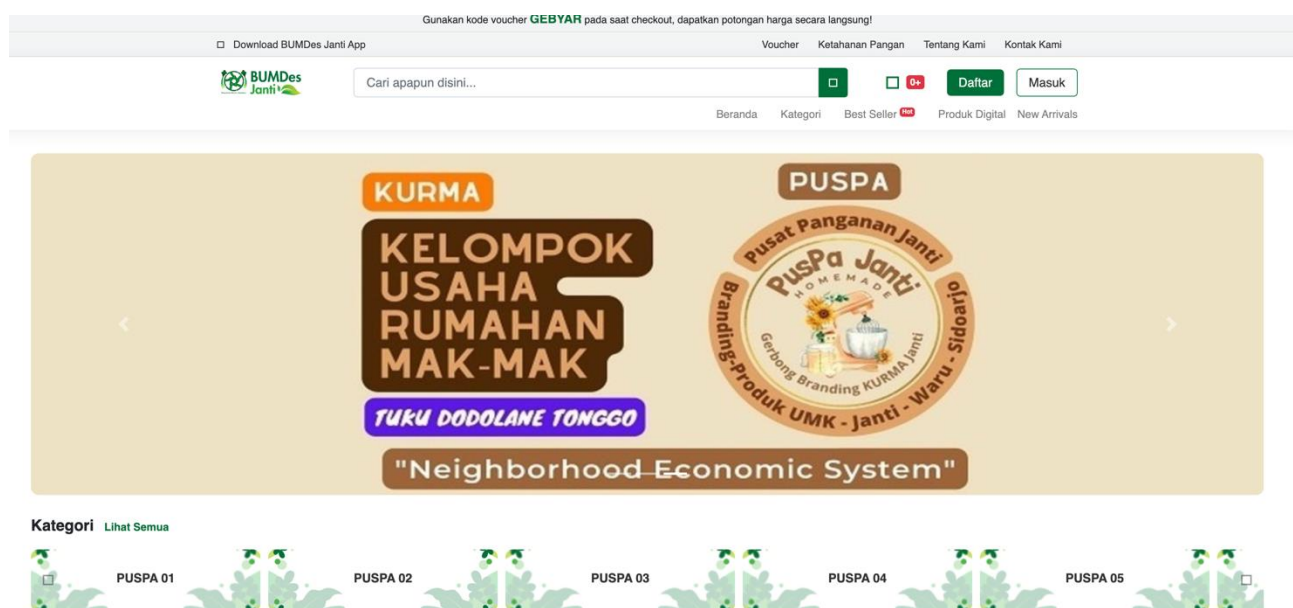 Gunakan kode voucher GEBYAR pada saat checkout, dapatkan potongan harga secara langsung!
Download BUMDes Janti App
Voucher Ketahanan Pangan Tentang Kami Kontak Kami
BUMDes
Janti
Cari apapun disini...
0+
Daftar
Masuk
Beranda Kategori Best Seller Hot Produk Digital New Arrivals
KURMA
KELOMPOK
USAHA
RUMAHAN
MAK-MAK
TUKU DODOLANE TONGGO
PUSPA
Pusat Panganan Janti
PusPa Janti
HOMEMADE
Gerbong Branding KURMA Janti
Branding-Produk UMK - Janti - Waru - Sidoarjo
"Neighborhood Economic System"
Kategori Lihat Semua
PUSPA 01 PUSPA 02 PUSPA 03 PUSPA 04 PUSPA 05